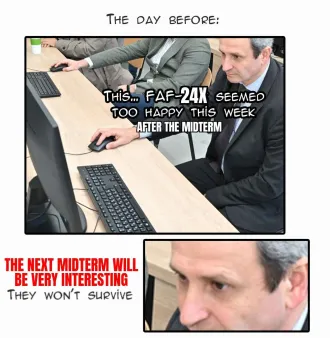 THE DAY BEFORE:
THIS... FAF-24X SEEMED
TOO HAPPY THIS WEEK
AFTER THE MIDTERM
THE NEXT MIDTERM WILL
BE VERY INTERESTING
THEY WON'T SURVIVE